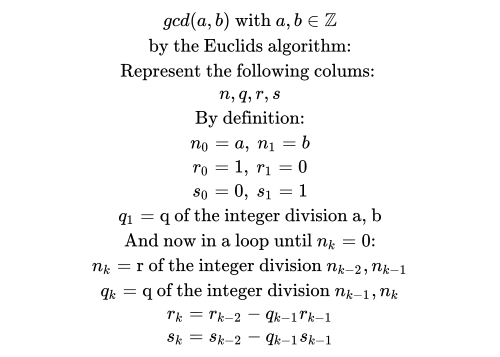 gcd(a, b) with a, b ∈ ℤ
by the Euclids algorithm:
Represent the following colums:
n, q, r, s
By definition:
n₀ = a, n₁ = b
r₀ = 1, r₁ = 0
s₀ = 0, s₁ = 1
q₁ = q of the integer division a, b
And now in a loop until nₖ = 0:
nₖ = r of the integer division nₖ₋₂, nₖ₋₁
qₖ = q of the integer division nₖ₋₁, nₖ
rₖ = rₖ₋₂ − qₖ₋₁rₖ₋₁
sₖ = sₖ₋₂ − qₖ₋₁sₖ₋₁